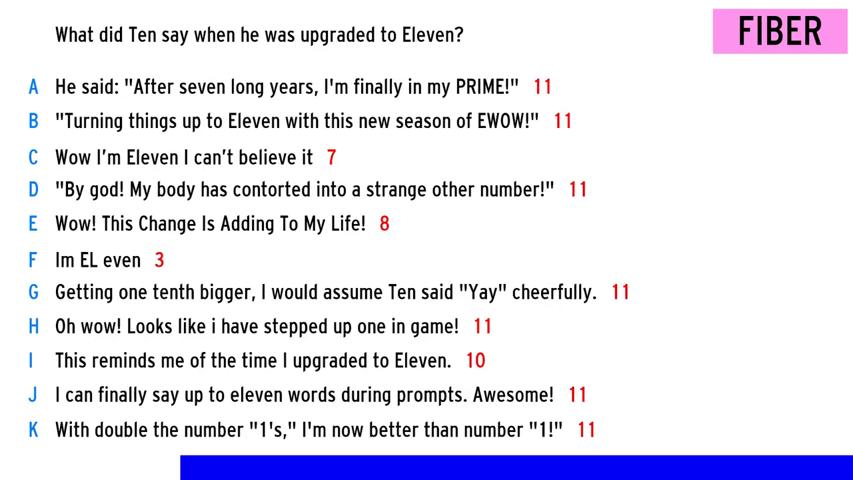 What did Ten say when he was upgraded to Eleven?
FIBER
A He said: "After seven long years, I'm finally in my PRIME!" 11
B "Turning things up to Eleven with this new season of EWOW!" 11
C Wow I’m Eleven I can’t believe it 7
D "By god! My body has contorted into a strange other number!" 11
E Wow! This Change Is Adding To My Life! 8
F Im EL even 3
G Getting one tenth bigger, I would assume Ten said "Yay" cheerfully. 11
H Oh wow! Looks like i have stepped up one in game! 11
I This reminds me of the time I upgraded to Eleven. 10
J I can finally say up to eleven words during prompts. Awesome! 11
K With double the number "1's," I'm now better than number "1!" 11